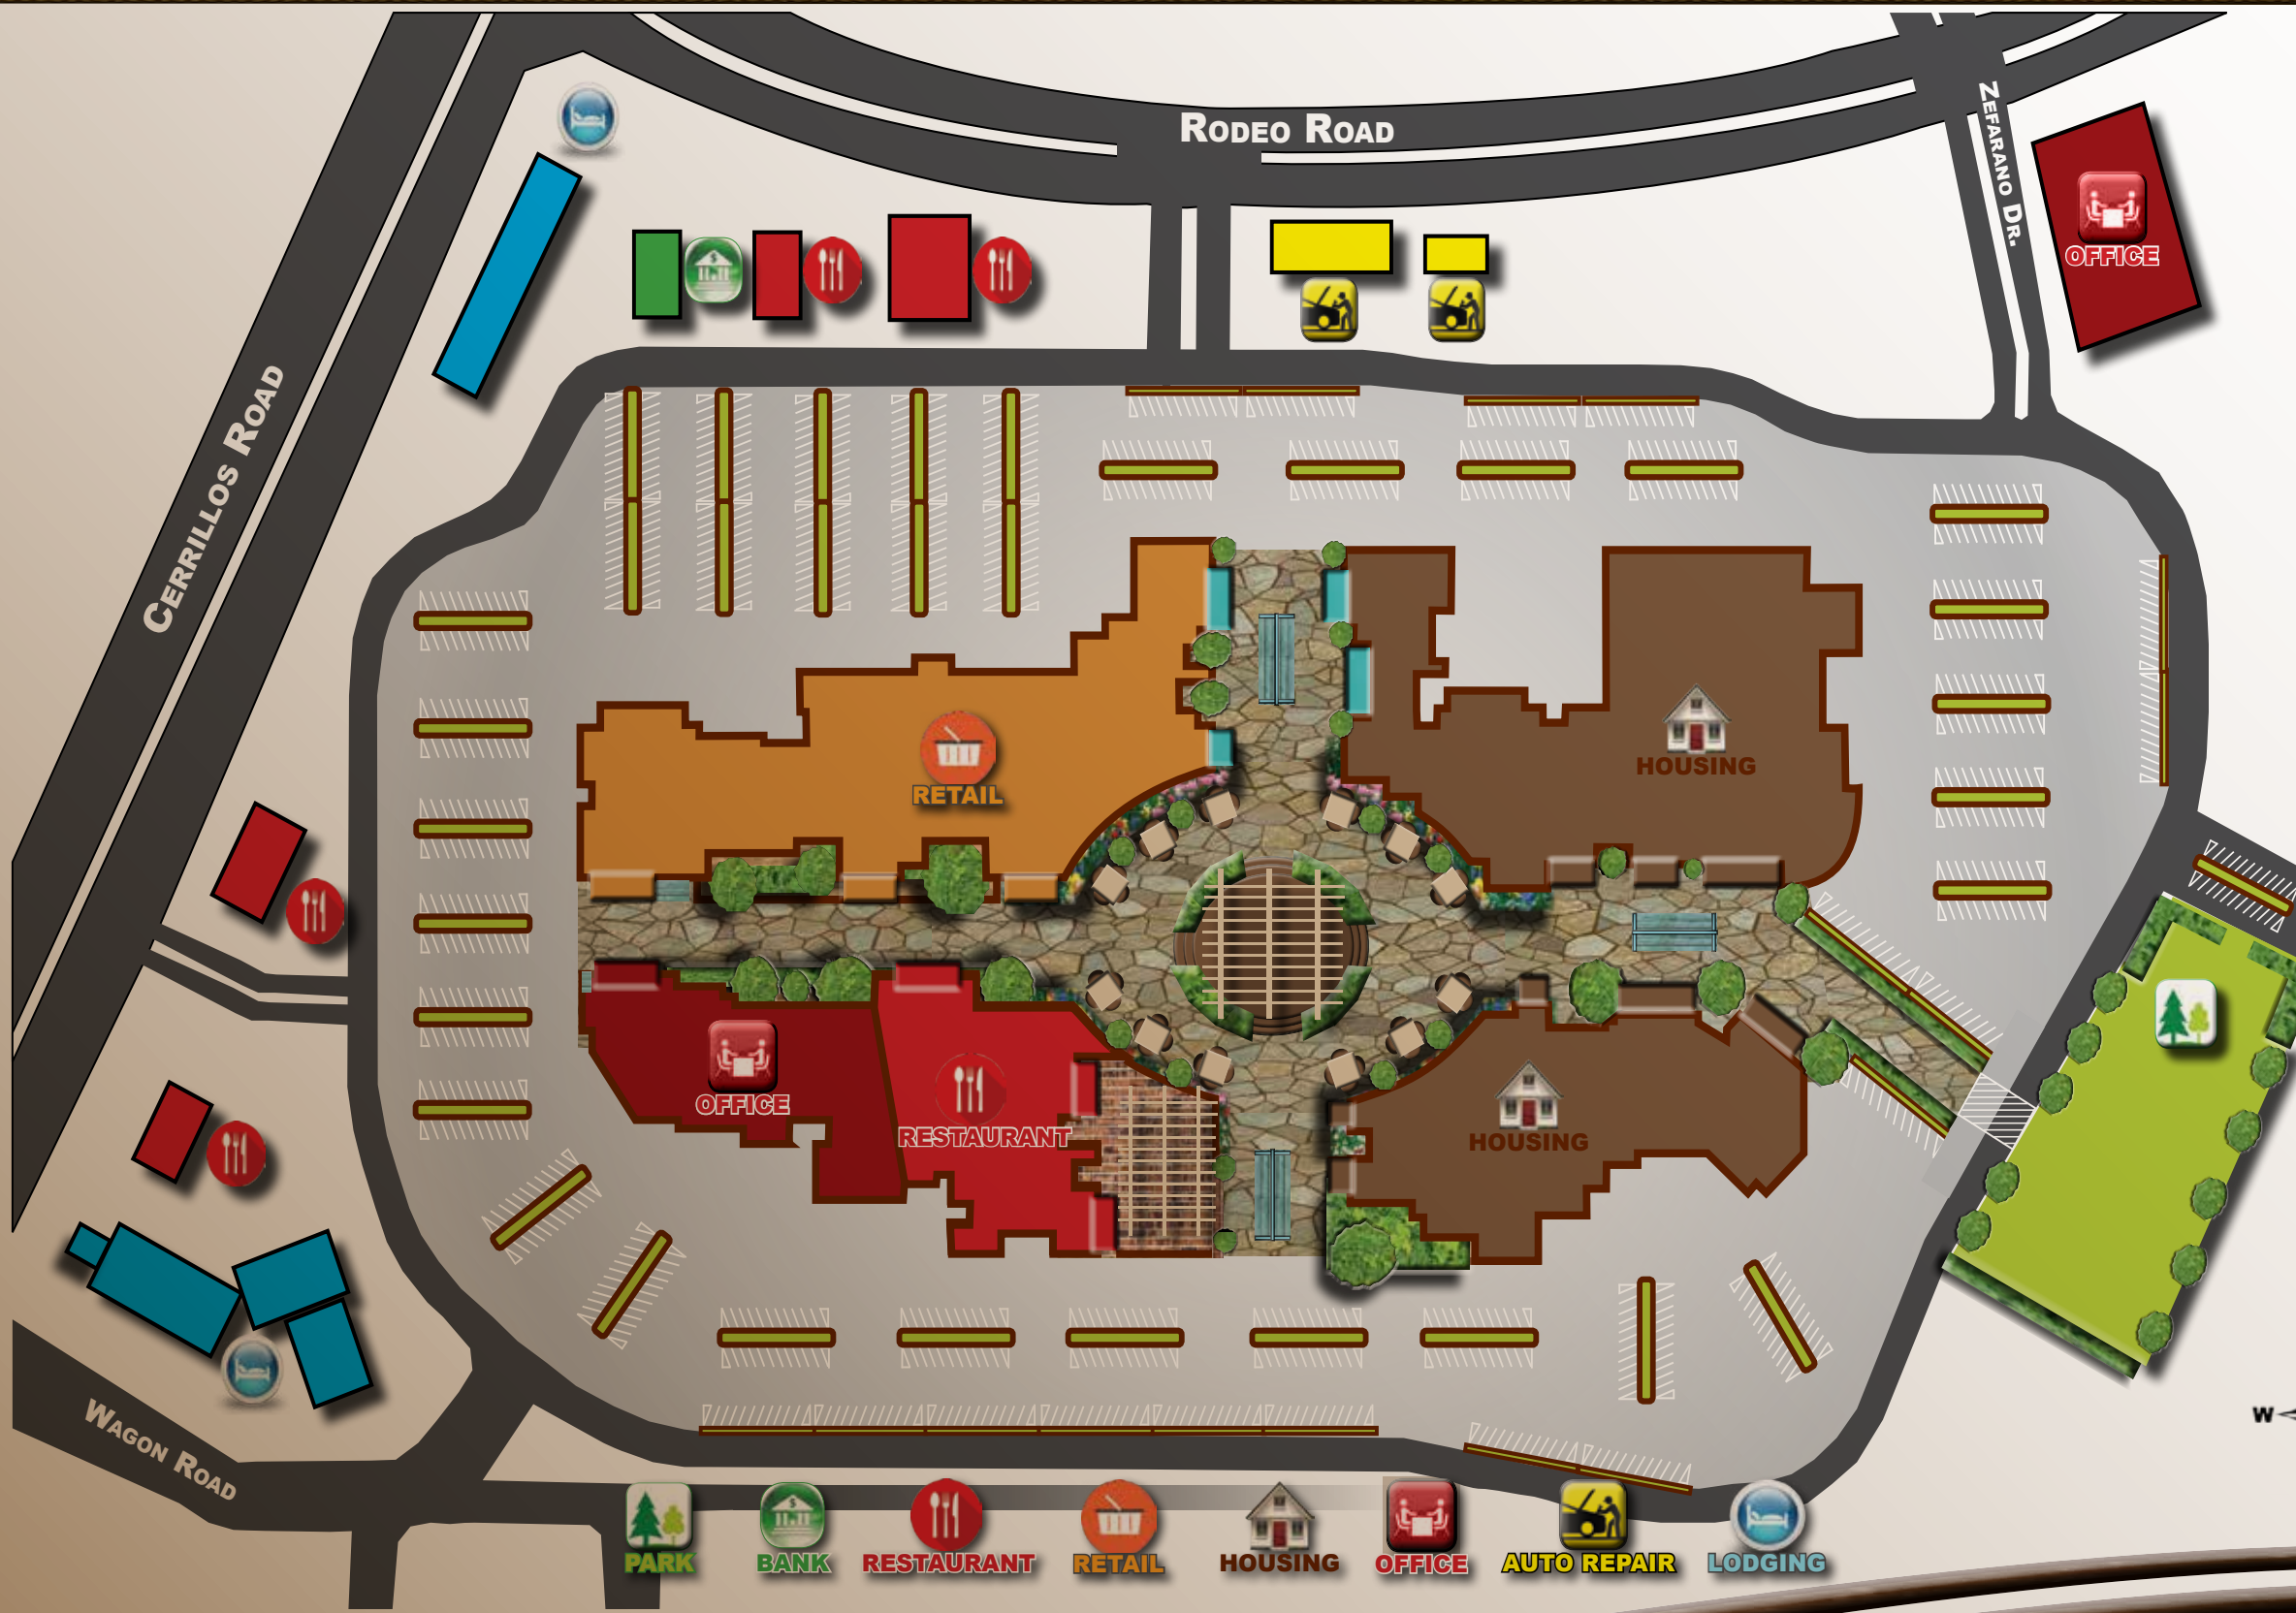 RODEO ROAD
ZEFARANO DR.
OFFICE
CERRILLOS ROAD
RETAIL
HOUSING
OFFICE
RESTAURANT
HOUSING
WAGON ROAD
W
PARK
BANK
RESTAURANT
RETAIL
HOUSING
OFFICE
AUTO REPAIR
LODGING